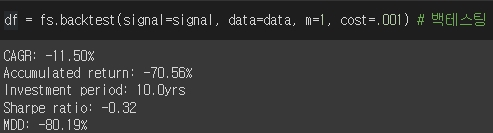 df = fs.backtest(signal=signal, data=data, m=1, cost=.001) # 백테스팅
CAGR: -11.50%
Accumulated return: -70.56%
Investment period: 10.0yrs
Sharpe ratio: -0.32
MDD: -80.19%